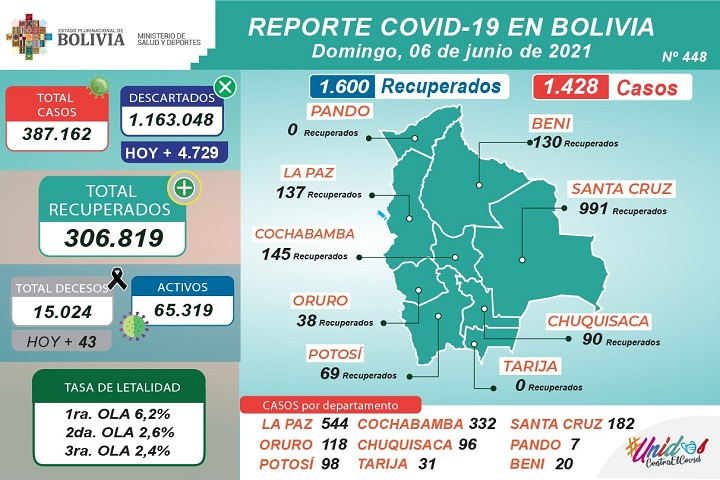 ESTADO PLURINACIONAL DE
BOLIVIA
MINISTERIO
DE SALUD Y DEPORTES
REPORTE COVID-19 EN BOLIVIA
Domingo, 06 de junio de 2021
Nº 448
TOTAL
CASOS
387.162
DESCARTADOS
1.163.048
HOY + 4.729
TOTAL
RECUPERADOS
306.819
TOTAL DECESOS
15.024
HOY + 43
ACTIVOS
65.319
TASA DE LETALIDAD
1ra. OLA 6,2%
2da. OLA 2,6%
3ra. OLA 2,4%
1.600 Recuperados
1.428 Casos
PANDO
0 Recuperados
BENI
130 Recuperados
LA PAZ
137 Recuperados
SANTA CRUZ
991 Recuperados
COCHABAMBA
145 Recuperados
ORURO
38 Recuperados
CHUQUISACA
90 Recuperados
POTOSÍ
69 Recuperados
TARIJA
0 Recuperados
CASOS por departamento
LA PAZ 544 COCHABAMBA 332 SANTA CRUZ 182
ORURO 118 CHUQUISACA 96 PANDO 7
POTOSÍ 98 TARIJA 31 BENI 20
#Unidos
ContraElCovid